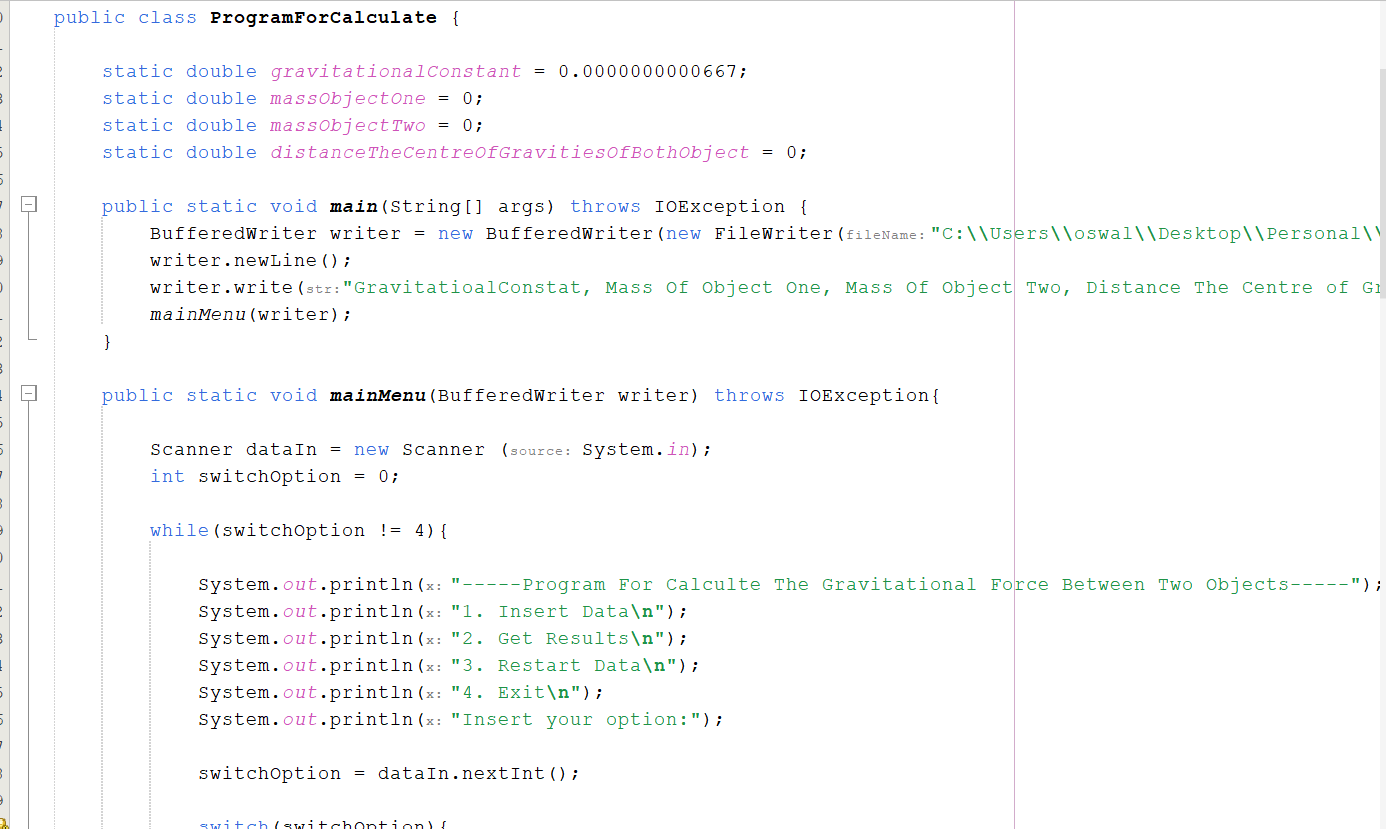 public class ProgramForCalculate {
static double gravitationalConstant = 0.0000000000667;
static double massObjectOne = 0;
static double massObjectTwo = 0;
static double distanceTheCentreOfGravitiesOfBothObject = 0;
public static void main(String[] args) throws IOException {
BufferedWriter writer = new BufferedWriter(new FileWriter(fileName: "C:\\Users\\oswal\\Desktop\\Personal\\
writer.newLine();
writer.write(str:"GravitatioalConstat, Mass Of Object One, Mass Of Object Two, Distance The Centre of Gr
mainMenu(writer);
}
public static void mainMenu(BufferedWriter writer) throws IOException{
Scanner dataIn = new Scanner (source: System.in);
int switchOption = 0;
while(switchOption != 4){
System.out.println(x: "-----Program For Calculte The Gravitational Force Between Two Objects-----");
System.out.println(x: "1. Insert Data\n");
System.out.println(x: "2. Get Results\n");
System.out.println(x: "3. Restart Data\n");
System.out.println(x: "4. Exit\n");
System.out.println(x: "Insert your option:");
switchOption = dataIn.nextInt();
switch(switchOption){